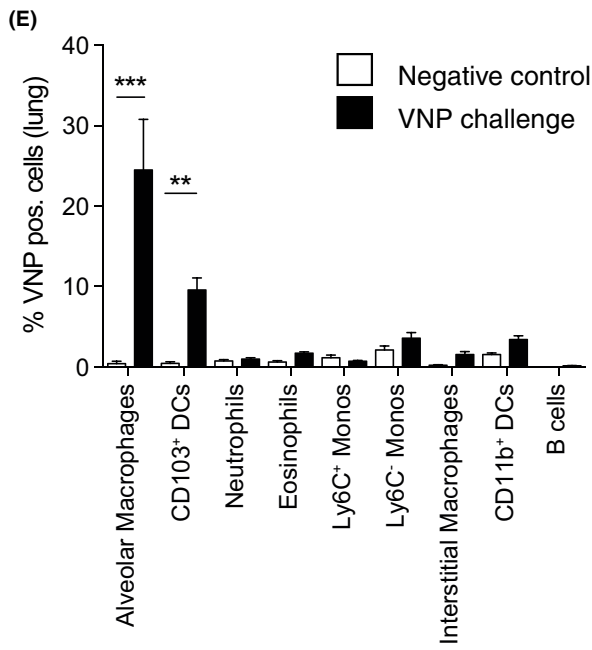 (E)
% VNP pos. cells (lung)
40
30
20
10
0
***
**
Negative control
VNP challenge
Alveolar Macrophages
CD103⁺ DCs
Neutrophils
Eosinophils
Ly6C⁺ Monos
Ly6C⁻ Monos
Interstitial Macrophages
CD11b⁺ DCs
B cells